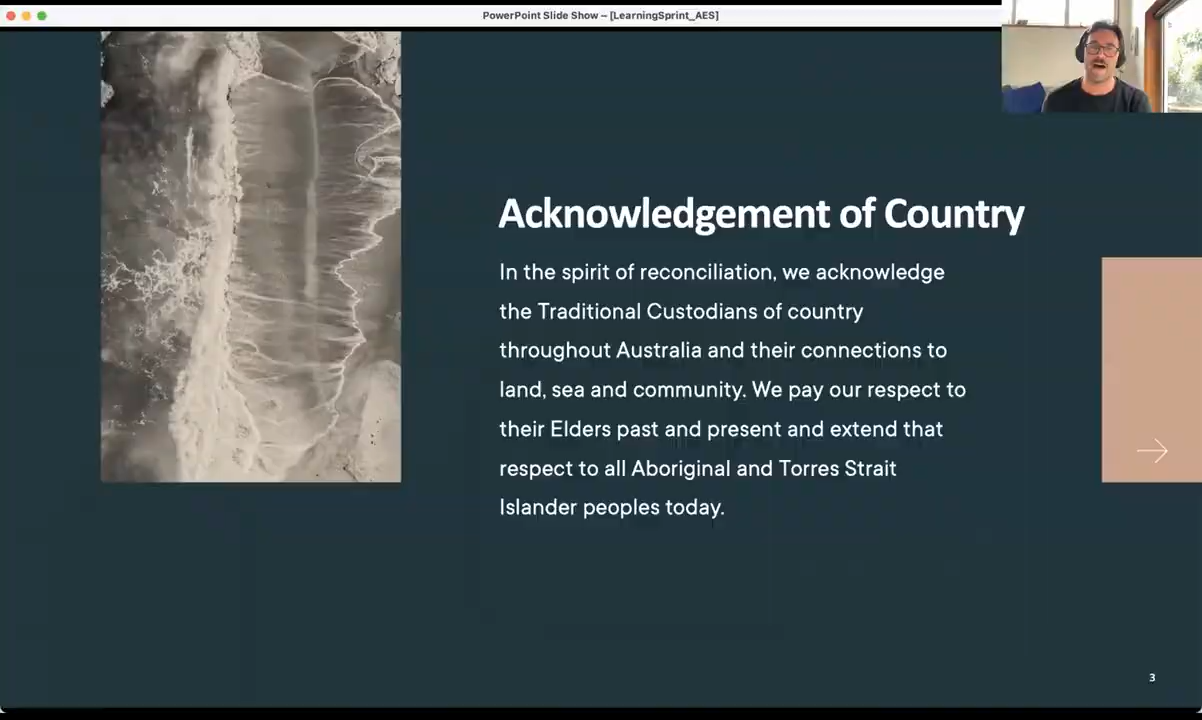 PowerPoint Slide Show – [LearningSprint_AES]
Acknowledgement of Country
In the spirit of reconciliation, we acknowledge
the Traditional Custodians of country
throughout Australia and their connections to
land, sea and community. We pay our respect to
their Elders past and present and extend that
respect to all Aboriginal and Torres Strait
Islander peoples today.
3